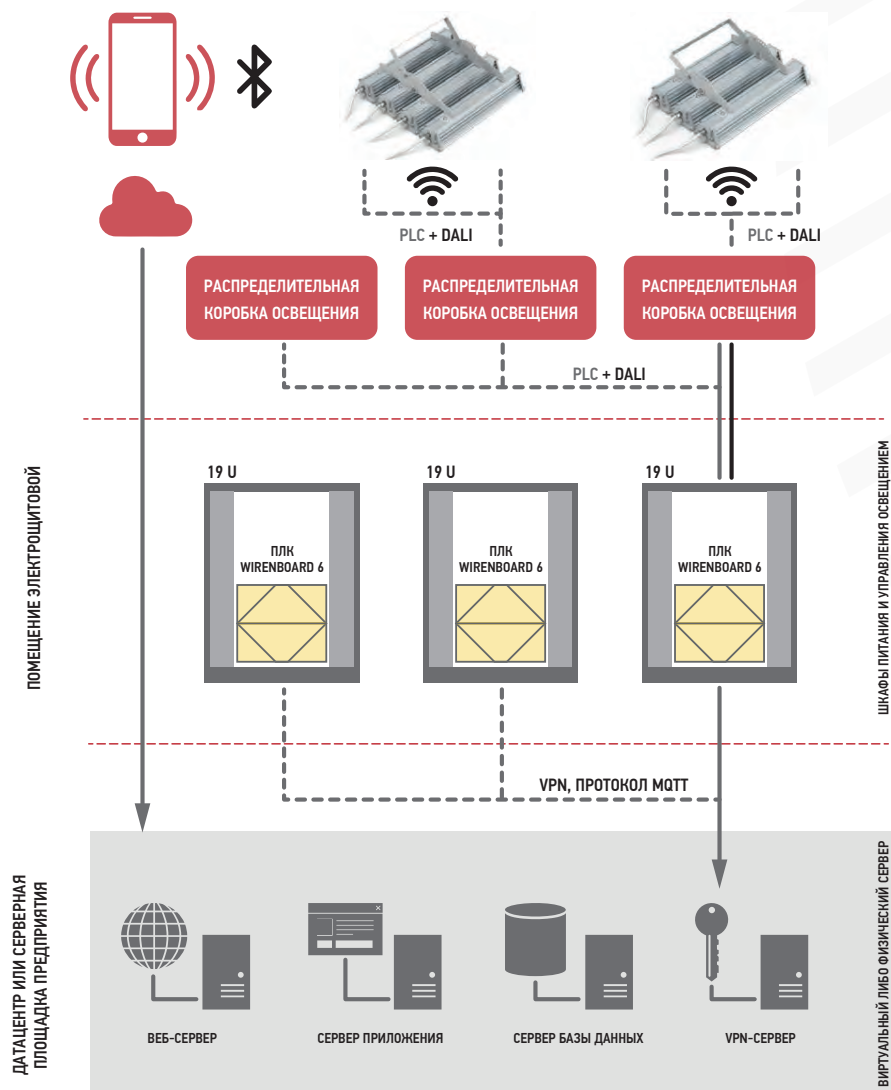 PLC + DALI
PLC + DALI
РАСПРЕДЕЛИТЕЛЬНАЯ
КОРОБКА ОСВЕЩЕНИЯ
РАСПРЕДЕЛИТЕЛЬНАЯ
КОРОБКА ОСВЕЩЕНИЯ
РАСПРЕДЕЛИТЕЛЬНАЯ
КОРОБКА ОСВЕЩЕНИЯ
PLC + DALI
ПОМЕЩЕНИЕ ЭЛЕКТРОЩИТОВОЙ
19 U
ПЛК
WIRENBOARD 6
19 U
ПЛК
WIRENBOARD 6
19 U
ПЛК
WIRENBOARD 6
ШКАФЫ ПИТАНИЯ И УПРАВЛЕНИЯ ОСВЕЩЕНИЕМ
VPN, ПРОТОКОЛ MQTT
ДАТАЦЕНТР ИЛИ СЕРВЕРНАЯ
ПЛОЩАДКА ПРЕДПРИЯТИЯ
ВЕБ-СЕРВЕР
СЕРВЕР ПРИЛОЖЕНИЯ
СЕРВЕР БАЗЫ ДАННЫХ
VPN-СЕРВЕР
ВИРТУАЛЬНЫЙ ЛИБО ФИЗИЧЕСКИЙ СЕРВЕР